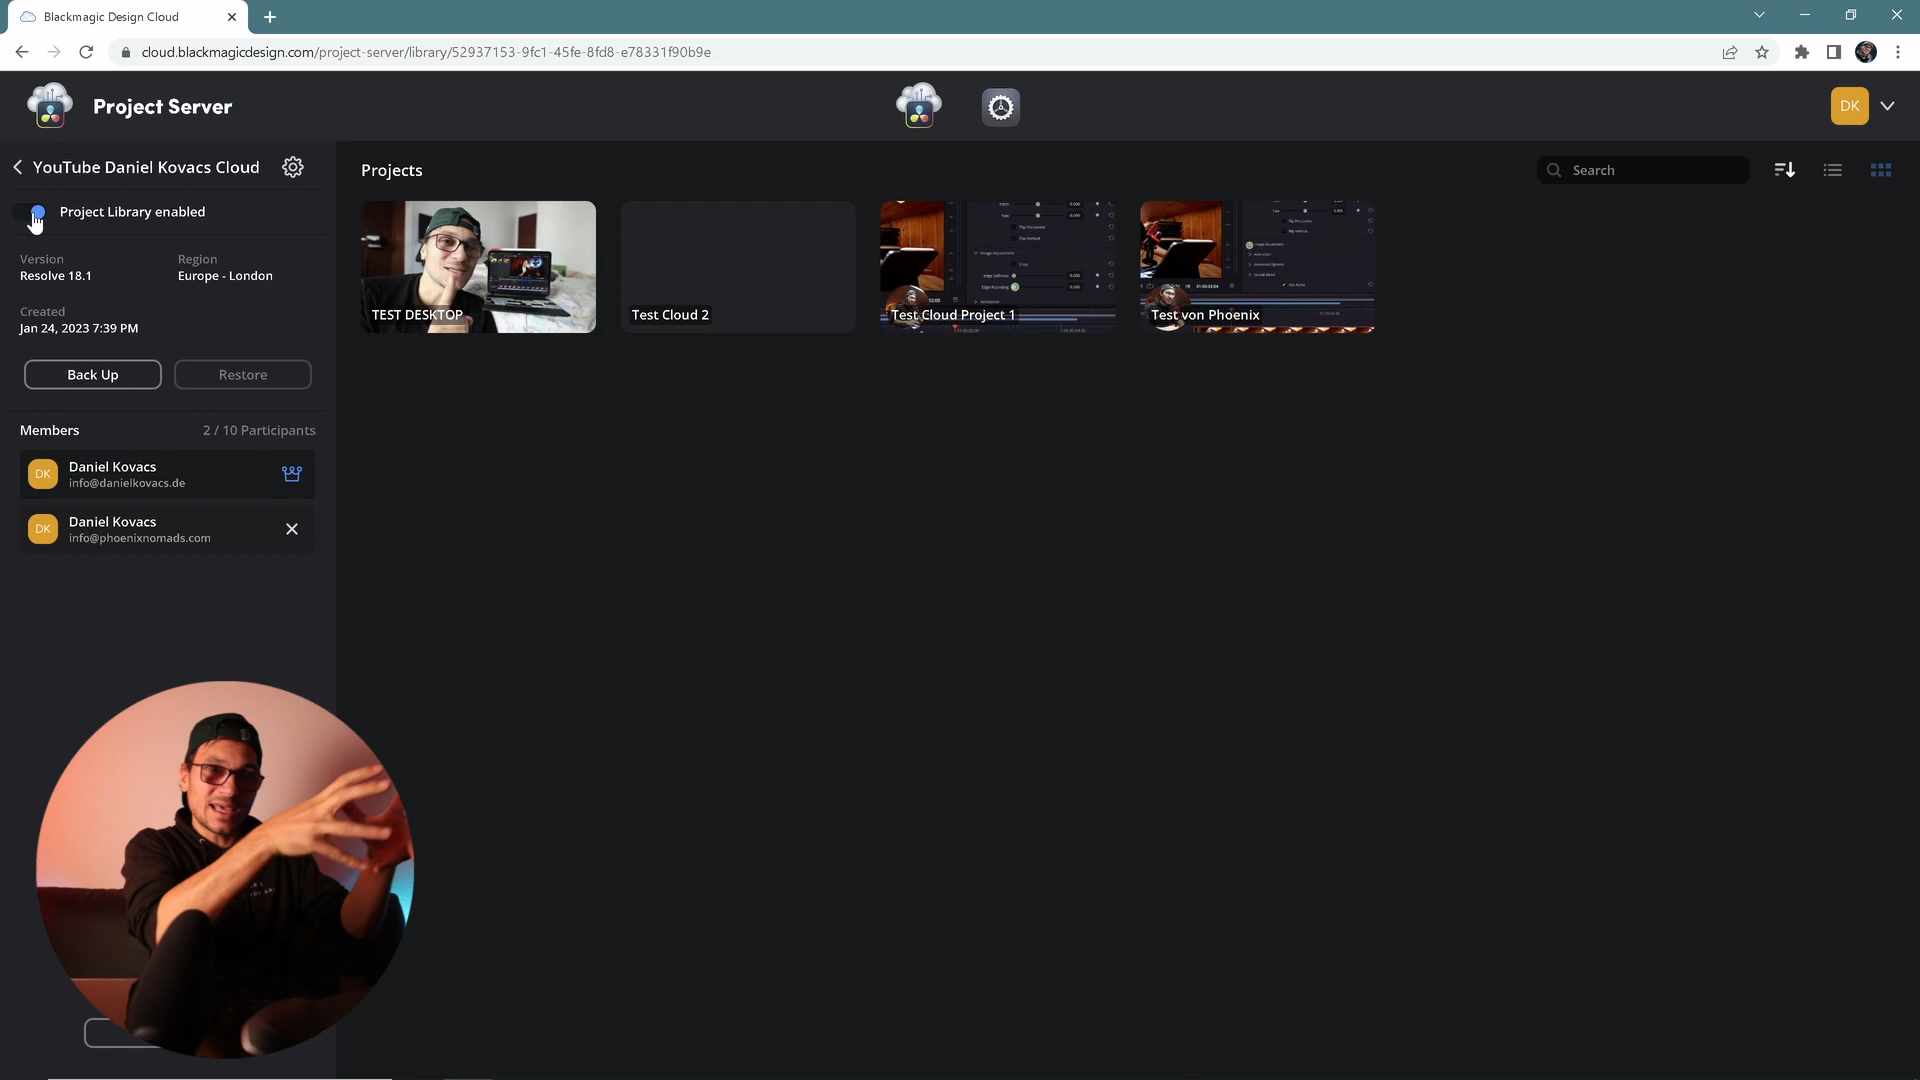 Blackmagic Design Cloud
cloud.blackmagicdesign.com/project-server/library/52937153-9fc1-45fe-8fd8-e78331f90b9e
Project Server
DK
YouTube Daniel Kovacs Cloud
Project Library enabled
Version
Resolve 18.1
Region
Europe - London
Created
Jan 24, 2023 7:39 PM
Back Up
Restore
Members
2 / 10 Participants
DK
Daniel Kovacs
info@danielkovacs.de
DK
Daniel Kovacs
info@phoenixnomads.com
Projects
Search
TEST DESKTOP
Test Cloud 2
Test Cloud Project 1
Test von Phoenix